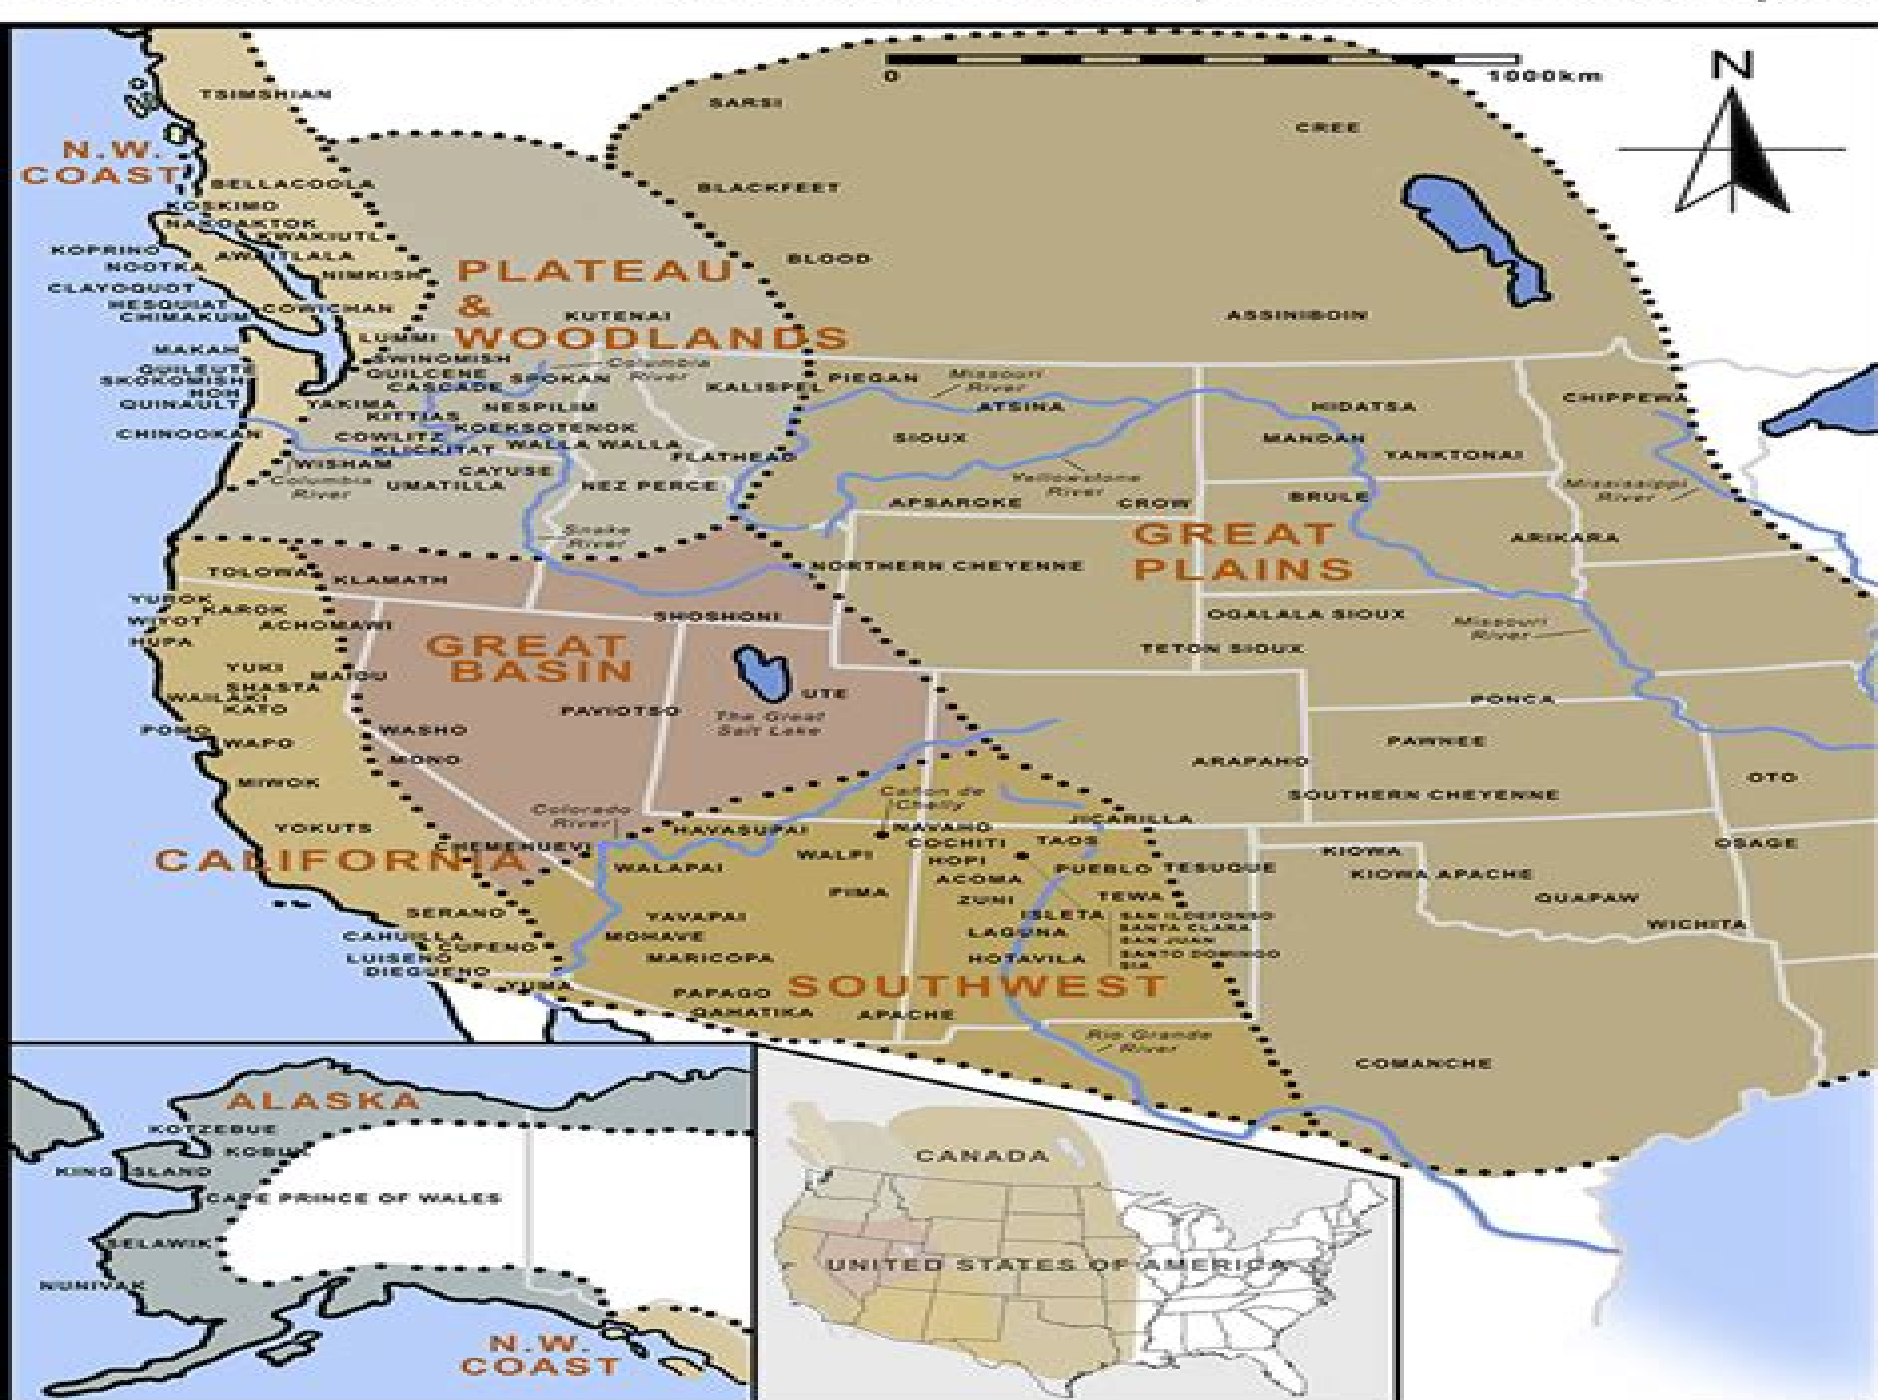 0 1000km
N
TSIMSHIAN
SARSI
CREE
N.W.
COAST
BELLACOOLA
BLACKFEET
KOSKIMO
NAKOAKTOK
KWAKIUTL
KOPRINO
AWAITLALA
NOOTKA
NIMKISH
BLOOD
CLAYOQUOT
HESQUIAT
COWICHAN
CHIMAKUM
PLATEAU
&
WOODLANDS
KUTENAI
ASSINIBOIN
LUMMI
MAKAH
SWINOMISH
QUILEUTE
QUILCENE
SKOKOMISH
CASCADE
SPOKAN
Columbia
River
KALISPEL
PIEGAN
Missouri
River
HOH
QUINAULT
YAKIMA
NESPILIM
ATSINA
HIDATSA
CHIPPEWA
KITTIAS
KOEKSOTENOK
CHINOOKAN
COWLITZ
WALLA WALLA
SIOUX
MANDAN
KLICKITAT
FLATHEAD
YANKTONAI
WISHAM
CAYUSE
Columbia
River
UMATILLA
NEZ PERCE
Yellowstone
River
Mississippi
River
APSAROKE
CROW
BRULE
Snake
River
GREAT
PLAINS
ARIKARA
TOLOWA
KLAMATH
NORTHERN CHEYENNE
YUROK
KAROK
WIYOT
ACHOMAWI
SHOSHONI
OGALALA SIOUX
Missouri
River
HUPA
GREAT
BASIN
TETON SIOUX
YUKI
MAIDU
SHASTA
WAILAKI
KATO
PAVIOTSO
UTE
The Great
Salt Lake
PONCA
POMO
WASHO
WAPO
MONO
PAWNEE
ARAPAHO
OTO
MIWOK
SOUTHERN CHEYENNE
Colorado
River
Cañon de
Chelly
YOKUTS
HAVASUPAI
NAVAHO
JICARILLA
CHEMEHUEVI
COCHITI
TAOS
OSAGE
CALIFORNIA
WALPI
HOPI
KIOWA
WALAPAI
PUEBLO
TESUQUE
KIOWA APACHE
ACOMA
PIMA
ZUNI
TEWA
QUAPAW
SERANO
YAVAPAI
ISLETA
SAN ILDEFONSO
SANTA CLARA
SAN JUAN
SANTO DOMINGO
SIA
WICHITA
CAHUILLA
CUPENO
MOHAVE
LAGUNA
LUISENO
MARICOPA
HOTAVILA
DIEGUENO
YUMA
PAPAGO
SOUTHWEST
QAHATIKA
APACHE
Rio Grande
River
COMANCHE
ALASKA
KOTZEBUE
KOBUK
KING ISLAND
CAPE PRINCE OF WALES
SELAWIK
NUNIVAK
N.W.
COAST
CANADA
UNITED STATES OF AMERICA